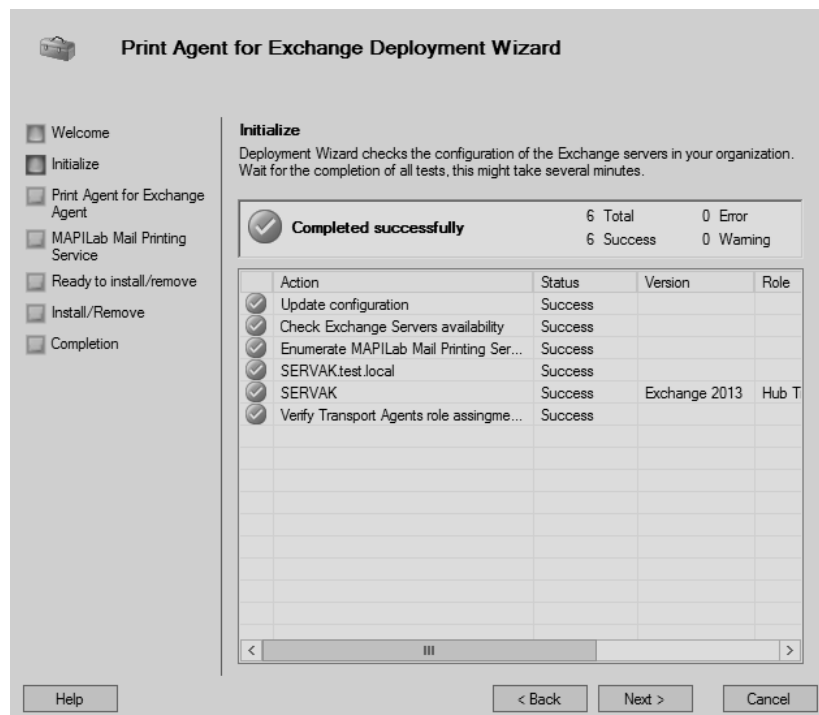 Print Agent for Exchange Deployment Wizard
Welcome
Initialize
Print Agent for Exchange
Agent
MAPILab Mail Printing
Service
Ready to install/remove
Install/Remove
Completion
Initialize
Deployment Wizard checks the configuration of the Exchange servers in your organization.
Wait for the completion of all tests, this might take several minutes.
Completed successfully
6 Total 0 Error
6 Success 0 Warning
Action Status Version Role
Update configuration Success
Check Exchange Servers availability Success
Enumerate MAPILab Mail Printing Ser... Success
SERVAK.test.local Success
SERVAK Success Exchange 2013 Hub T
Verify Transport Agents role assingme... Success
Help < Back Next > Cancel